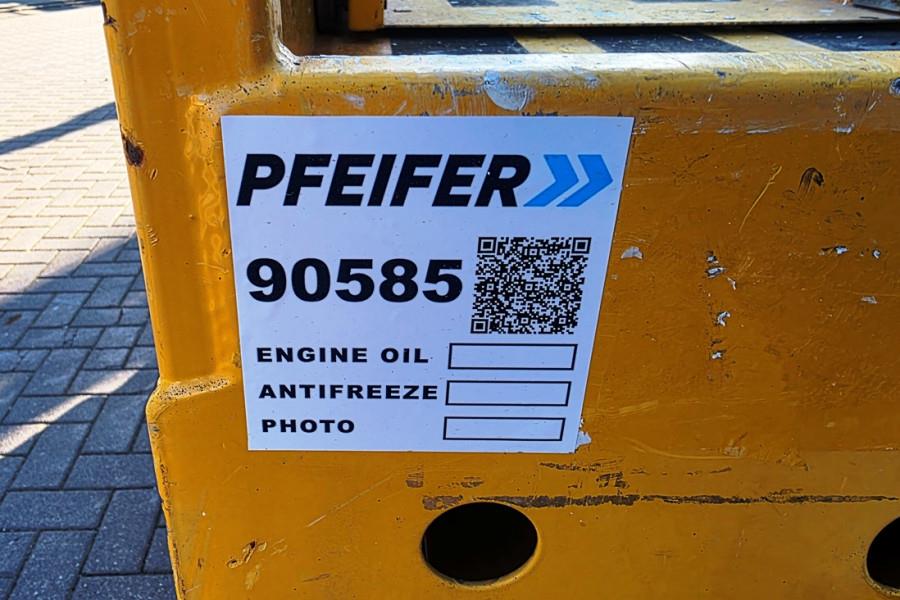 PFEIFER
90585
ENGINE OIL
ANTIFREEZE
PHOTO